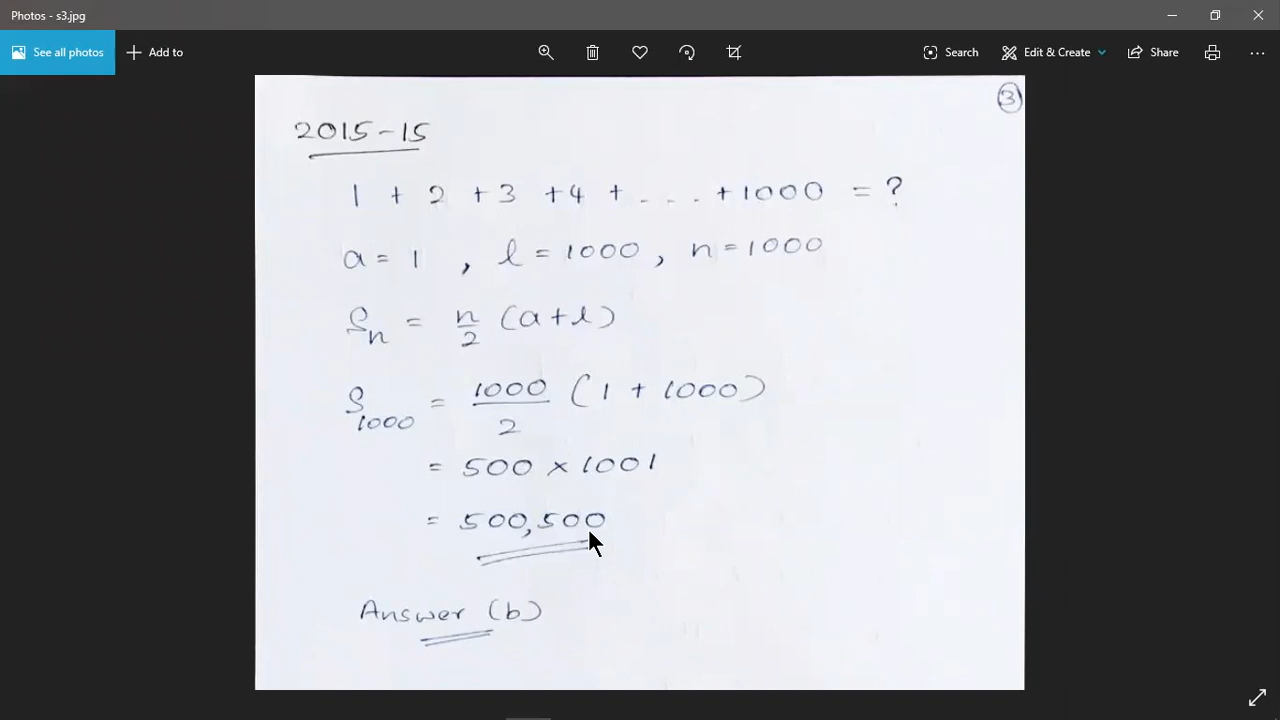 Photos - s3.jpg
See all photos
Add to
Search
Edit & Create
Share
3
2015-15
1 + 2 + 3 + 4 + . . . . + 1000 = ?
a = 1 , l = 1000 , n = 1000
Sn = n/2 (a + l)
S1000 = 1000/2 (1 + 1000)
= 500 × 1001
= 500,500
Answer (b)